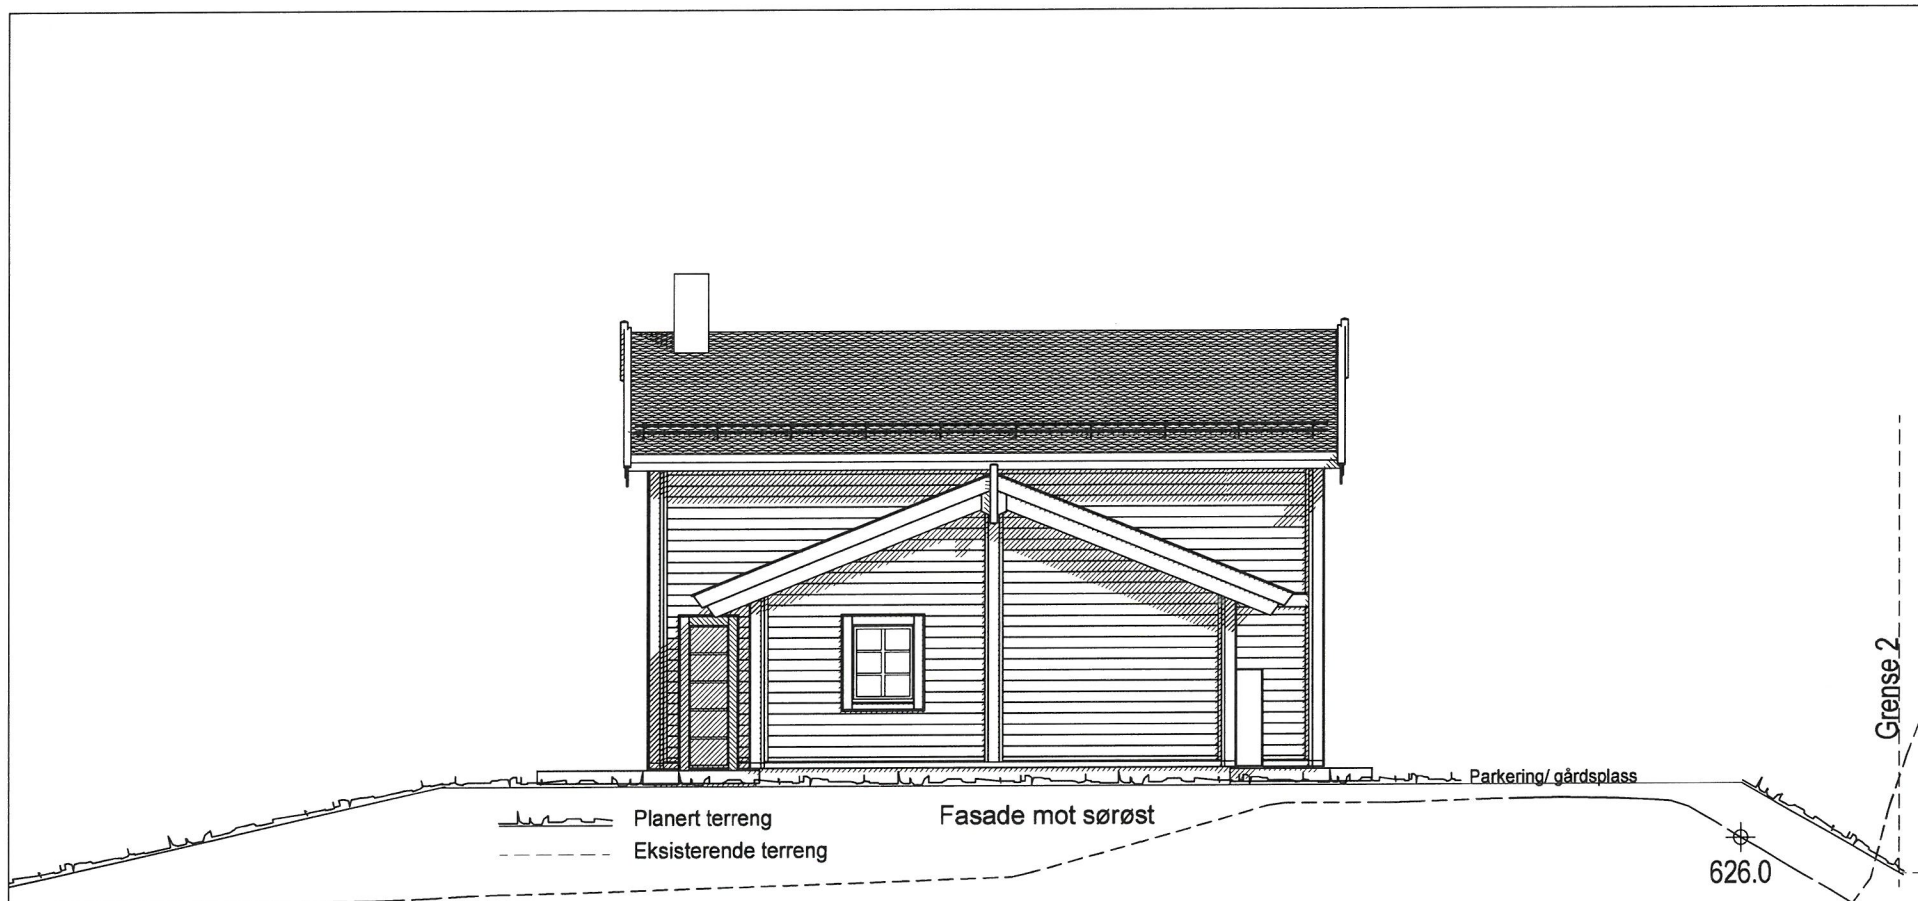 Grense 2
Parkering/ gårdsplass
Planert terreng
Fasade mot sørøst
Eksisterende terreng
626.0